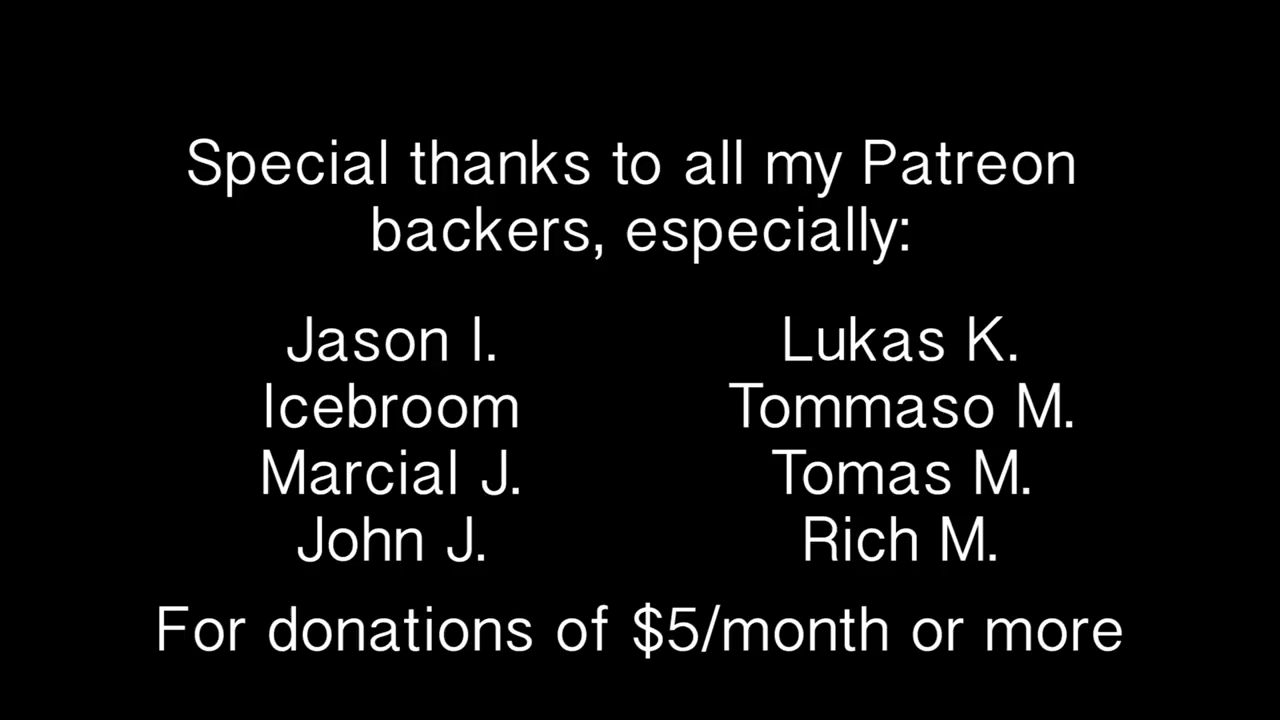 Special thanks to all my Patreon
backers, especially:
Jason I.
Icebroom
Marcial J.
John J.
Lukas K.
Tommaso M.
Tomas M.
Rich M.
For donations of $5/month or more